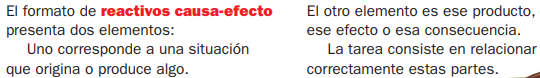 El formato de reactivos causa-efecto
presenta dos elementos:
Uno corresponde a una situación
que origina o produce algo.
El otro elemento es ese producto,
ese efecto o esa consecuencia.
La tarea consiste en relacionar
correctamente estas partes.